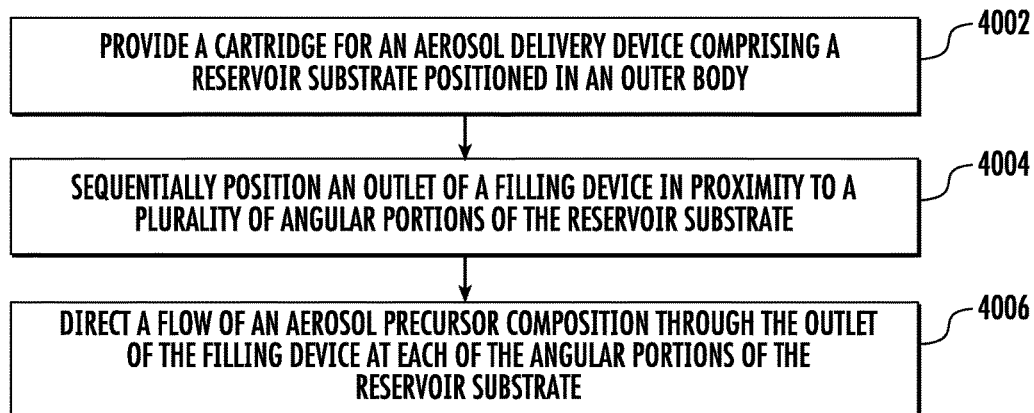 4002
PROVIDE A CARTRIDGE FOR AN AEROSOL DELIVERY DEVICE COMPRISING A
RESERVOIR SUBSTRATE POSITIONED IN AN OUTER BODY
4004
SEQUENTIALLY POSITION AN OUTLET OF A FILLING DEVICE IN PROXIMITY TO A
PLURALITY OF ANGULAR PORTIONS OF THE RESERVOIR SUBSTRATE
4006
DIRECT A FLOW OF AN AEROSOL PRECURSOR COMPOSITION THROUGH THE OUTLET
OF THE FILLING DEVICE AT EACH OF THE ANGULAR PORTIONS OF THE
RESERVOIR SUBSTRATE